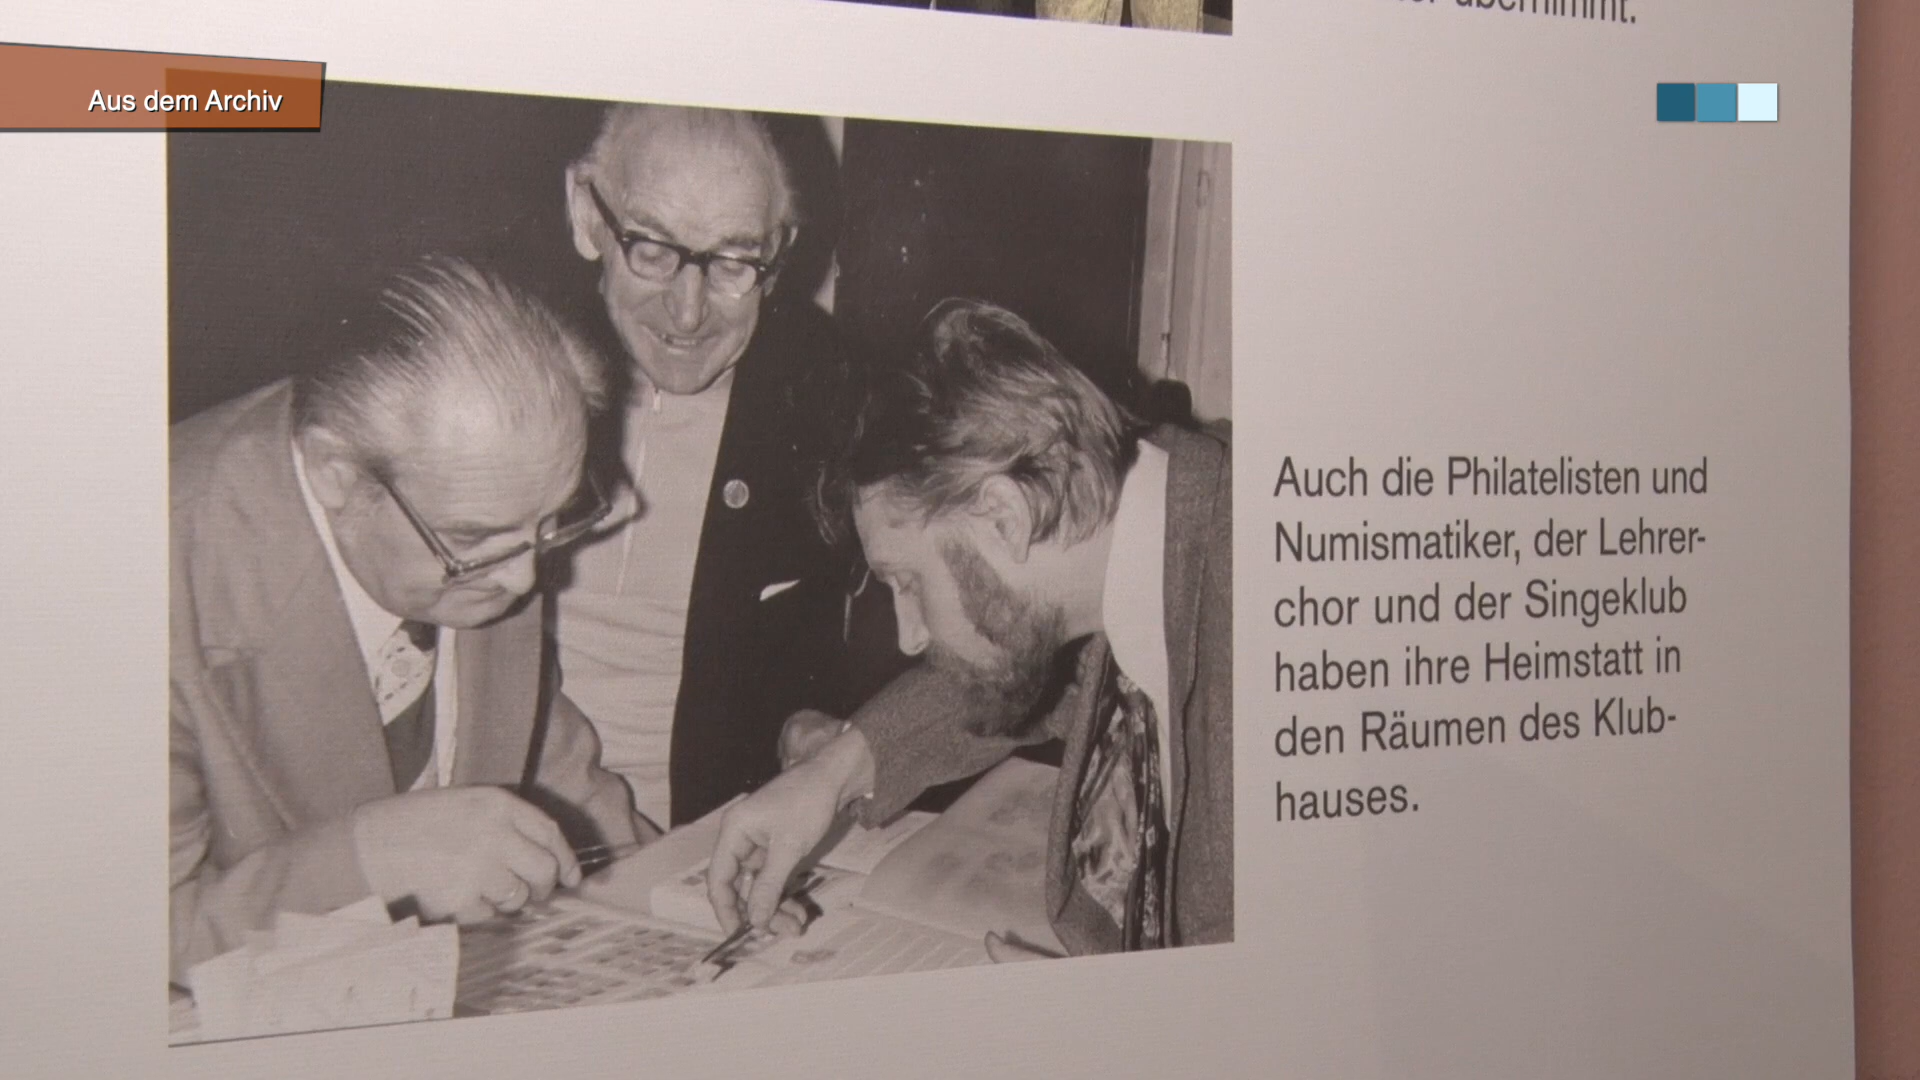 übernimmt.
Aus dem Archiv
Auch die Philatelisten und
Numismatiker, der Lehrer-
chor und der Singeklub
haben ihre Heimstatt in
den Räumen des Klub-
hauses.